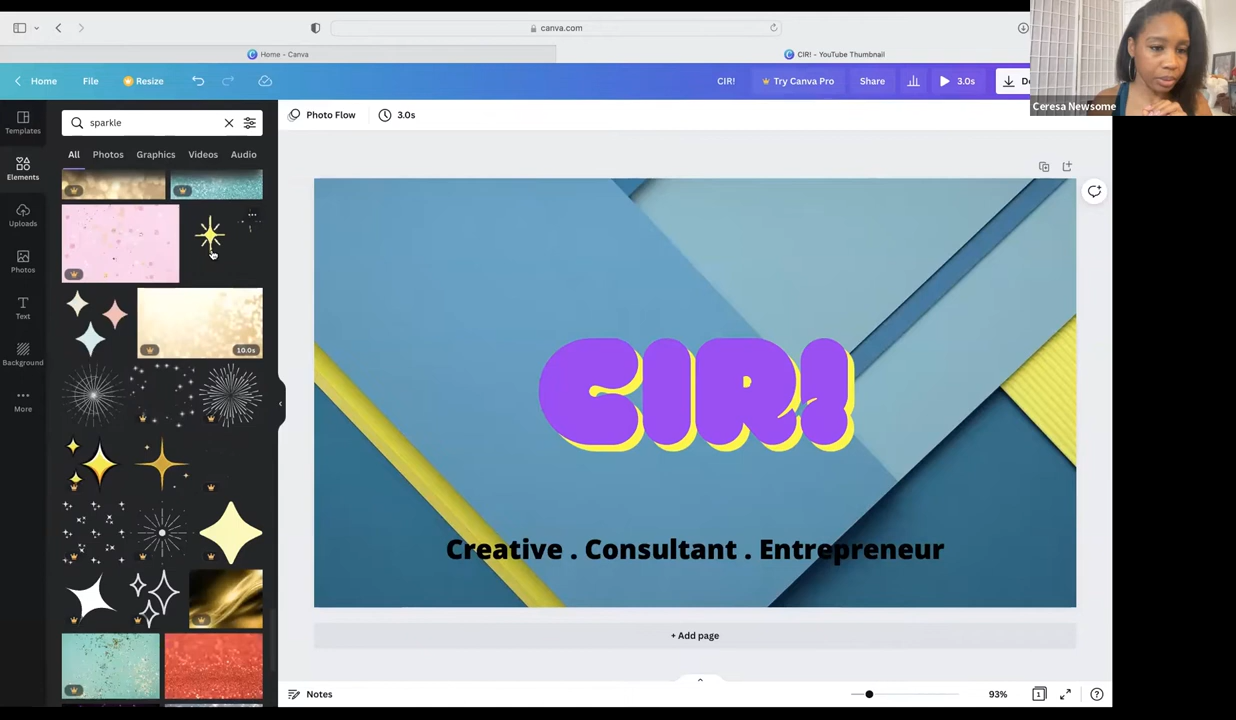 canva.com
Home - Canva
CIR! - YouTube Thumbnail
Home
File
Resize
CIR!
Try Canva Pro
Share
3.0s
Ceresa Newsome
Templates
Elements
Uploads
Photos
Text
Background
More
sparkle
All
Photos
Graphics
Videos
Audio
10.0s
Photo Flow
3.0s
CIR!
Creative . Consultant . Entrepreneur
+ Add page
Notes
93%
1